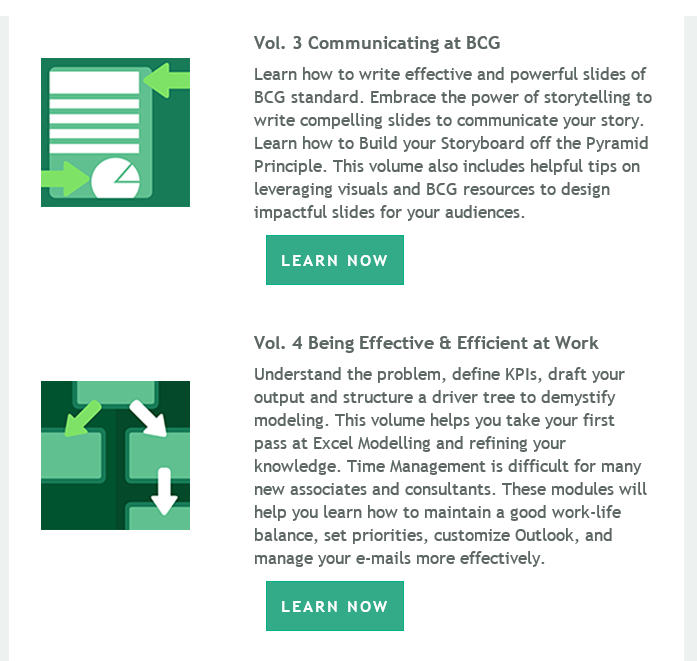 Vol. 3 Communicating at BCG
Learn how to write effective and powerful slides of
BCG standard. Embrace the power of storytelling to
write compelling slides to communicate your story.
Learn how to Build your Storyboard off the Pyramid
Principle. This volume also includes helpful tips on
leveraging visuals and BCG resources to design
impactful slides for your audiences.
LEARN NOW
Vol. 4 Being Effective & Efficient at Work
Understand the problem, define KPIs, draft your
output and structure a driver tree to demystify
modeling. This volume helps you take your first
pass at Excel Modelling and refining your
knowledge. Time Management is difficult for many
new associates and consultants. These modules will
help you learn how to maintain a good work-life
balance, set priorities, customize Outlook, and
manage your e-mails more effectively.
LEARN NOW